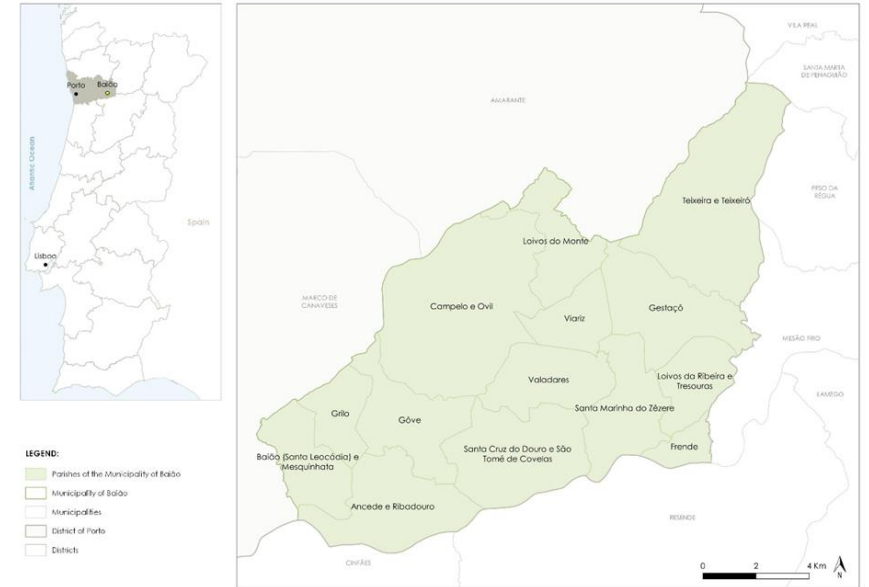 Porto
Baião
Atlantic Ocean
Spain
Lisboa
VILA REAL
SANTA MARTA
DE PENAGUIÃO
AMARANTE
PESO DA
RÉGUA
Teixeira e Teixeiró
Loivos do Monte
MARCO DE
CANAVESES
Campelo e Ovil
Gestaçô
Viariz
MESÃO FRIO
Valadares
Loivos da Ribeira e
Tresouras
LAMEGO
Santa Marinha do Zêzere
Grilo
Gôve
Frende
Santa Cruz do Douro e São
Tomé de Covelas
Baião (Santa Leocádia) e
Mesquinhata
Ancede e Ribadouro
RESENDE
CINFÃES
LEGEND:
Parishes of the Municipality of Baião
Municipality of Baião
Municipalities
District of Porto
Districts
0 2 4 Km
N